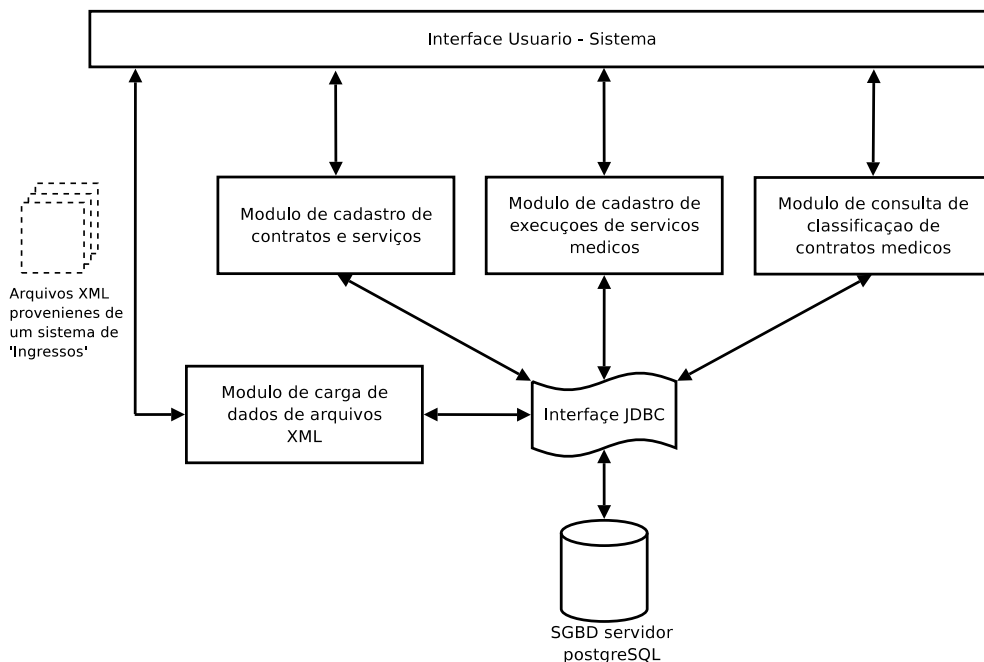 Interface Usuario - Sistema
Modulo de cadastro de
contratos e serviços
Modulo de cadastro de
execuçoes de servicos
medicos
Modulo de consulta de
classificaçao de
contratos medicos
Arquivos XML
provenienes de
um sistema de
'Ingressos'
Modulo de carga de
dados de arquivos
XML
Interfaçe JDBC
SGBD servidor
postgreSQL